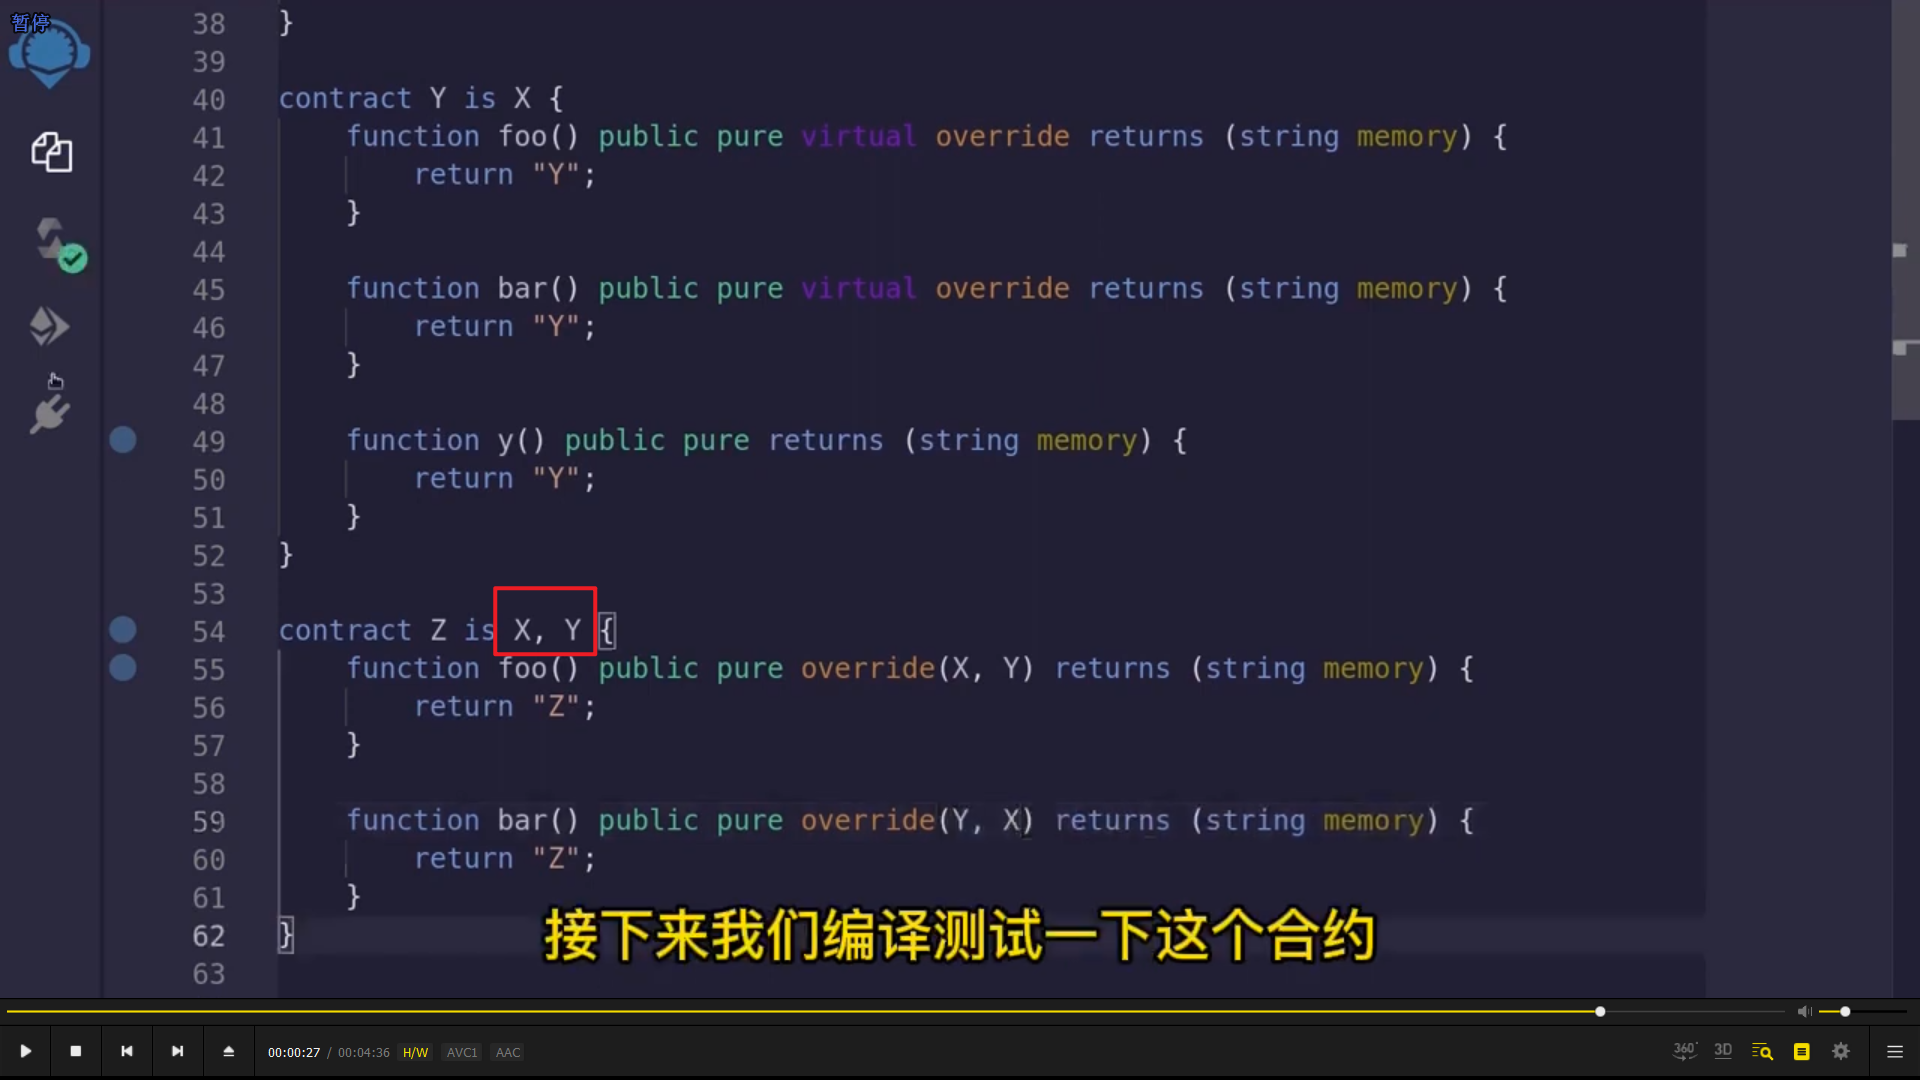 暂停
38 }
39
40 contract Y is X {
41 function foo() public pure virtual override returns (string memory) {
42 return "Y";
43 }
44
45 function bar() public pure virtual override returns (string memory) {
46 return "Y";
47 }
48
49 function y() public pure returns (string memory) {
50 return "Y";
51 }
52 }
53
54 contract Z is X, Y {
55 function foo() public pure override(X, Y) returns (string memory) {
56 return "Z";
57 }
58
59 function bar() public pure override(Y, X) returns (string memory) {
60 return "Z";
61 }
62 }
63
接下来我们编译测试一下这个合约
00:00:27 / 00:04:36 H/W AVC1 AAC
360° 3D